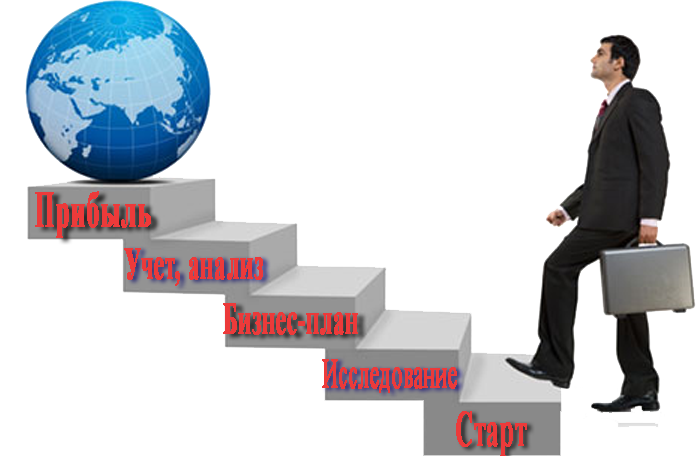 Прибыль
Учет, анализ
Бизнес-план
Исследование
Старт